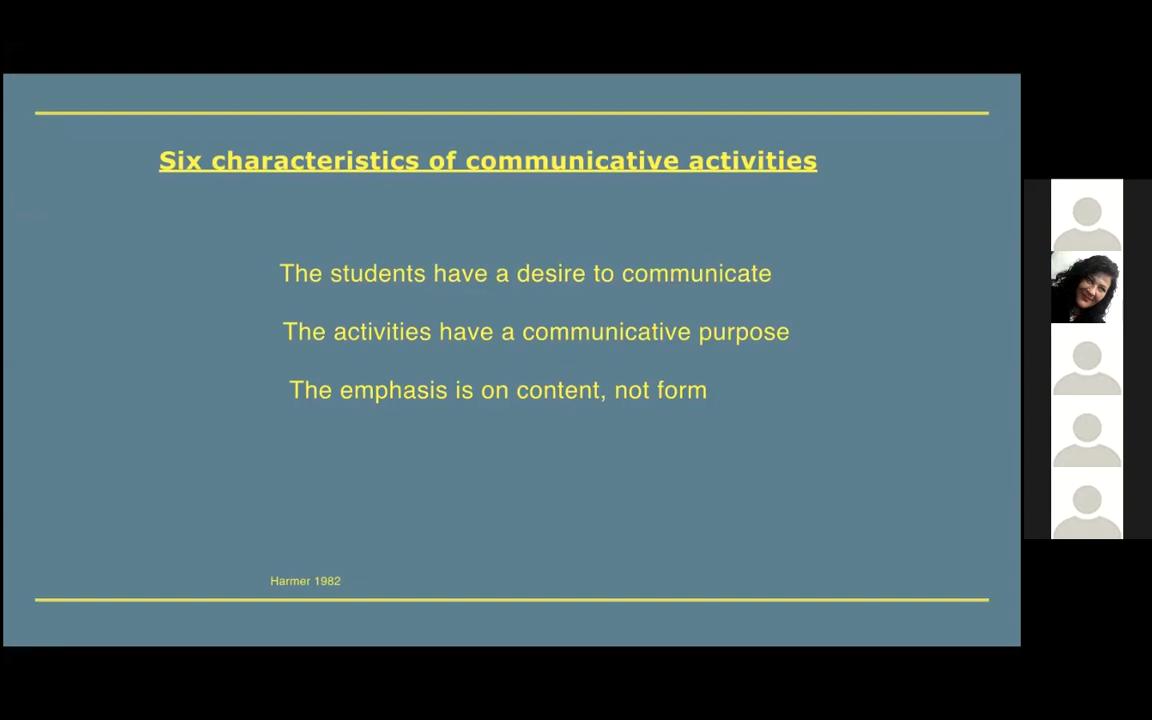 Six characteristics of communicative activities
The students have a desire to communicate
The activities have a communicative purpose
The emphasis is on content, not form
Harmer 1982